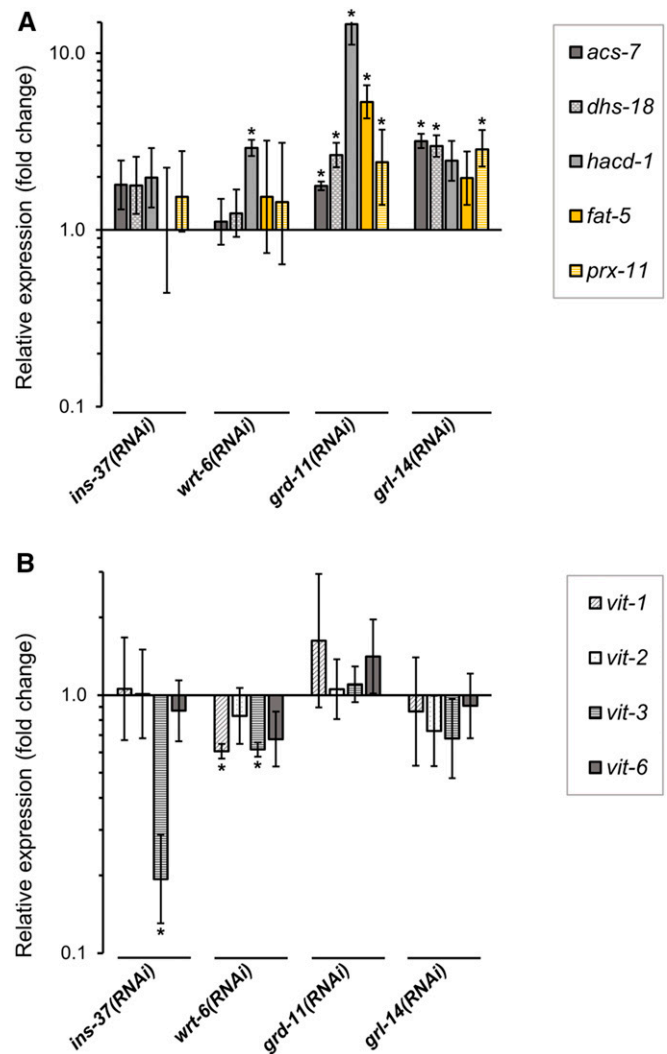 A
Relative expression (fold change)
10.0
1.0
0.1
* * * * * * * * *
ins-37(RNAi)
wrt-6(RNAi)
grd-11(RNAi)
grl-14(RNAi)
acs-7
dhs-18
hacd-1
fat-5
prx-11
B
Relative expression (fold change)
1.0
0.1
* * *
ins-37(RNAi)
wrt-6(RNAi)
grd-11(RNAi)
grl-14(RNAi)
vit-1
vit-2
vit-3
vit-6